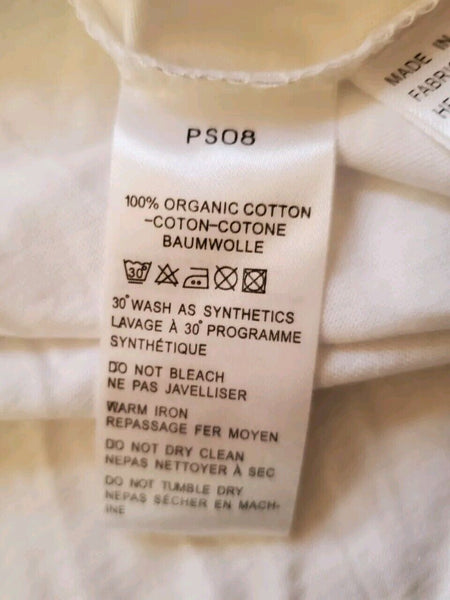 PS08
100% ORGANIC COTTON
-COTON-COTONE
BAUMWOLLE
30°
30° WASH AS SYNTHETICS
LAVAGE À 30° PROGRAMME
SYNTHÉTIQUE
DO NOT BLEACH
NE PAS JAVELLISER
WARM IRON
REPASSAGE FER MOYEN
DO NOT DRY CLEAN
NEPAS NETTOYER À SEC
DO NOT TUMBLE DRY
NEPAS SÉCHER EN MACH-
INE
MADE IN